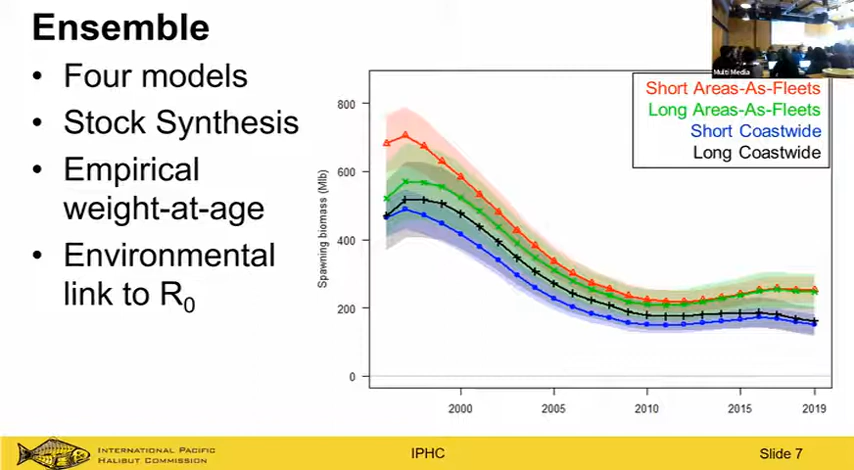 Ensemble
• Four models
• Stock Synthesis
• Empirical
weight-at-age
• Environmental
link to R₀
Multi Media
Short Areas-As-Fleets
Long Areas-As-Fleets
Short Coastwide
Long Coastwide
Spawning biomass (Mlb)
800
600
400
200
0
2000
2005
2010
2015
2019
INTERNATIONAL PACIFIC
HALIBUT COMMISSION
IPHC
Slide 7